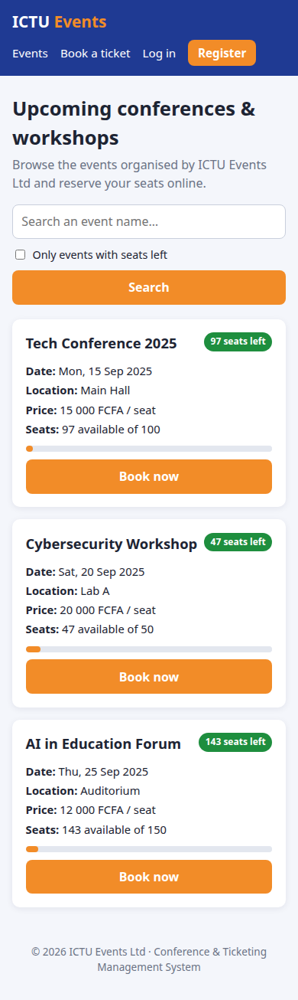 ICTU Events
Events Book a ticket Log in Register
Upcoming conferences &
workshops
Browse the events organised by ICTU Events
Ltd and reserve your seats online.
Search an event name...
Only events with seats left
Search
Tech Conference 2025 97 seats left
Date: Mon, 15 Sep 2025
Location: Main Hall
Price: 15 000 FCFA / seat
Seats: 97 available of 100
Book now
Cybersecurity Workshop 47 seats left
Date: Sat, 20 Sep 2025
Location: Lab A
Price: 20 000 FCFA / seat
Seats: 47 available of 50
Book now
AI in Education Forum 143 seats left
Date: Thu, 25 Sep 2025
Location: Auditorium
Price: 12 000 FCFA / seat
Seats: 143 available of 150
Book now
© 2026 ICTU Events Ltd · Conference & Ticketing
Management System